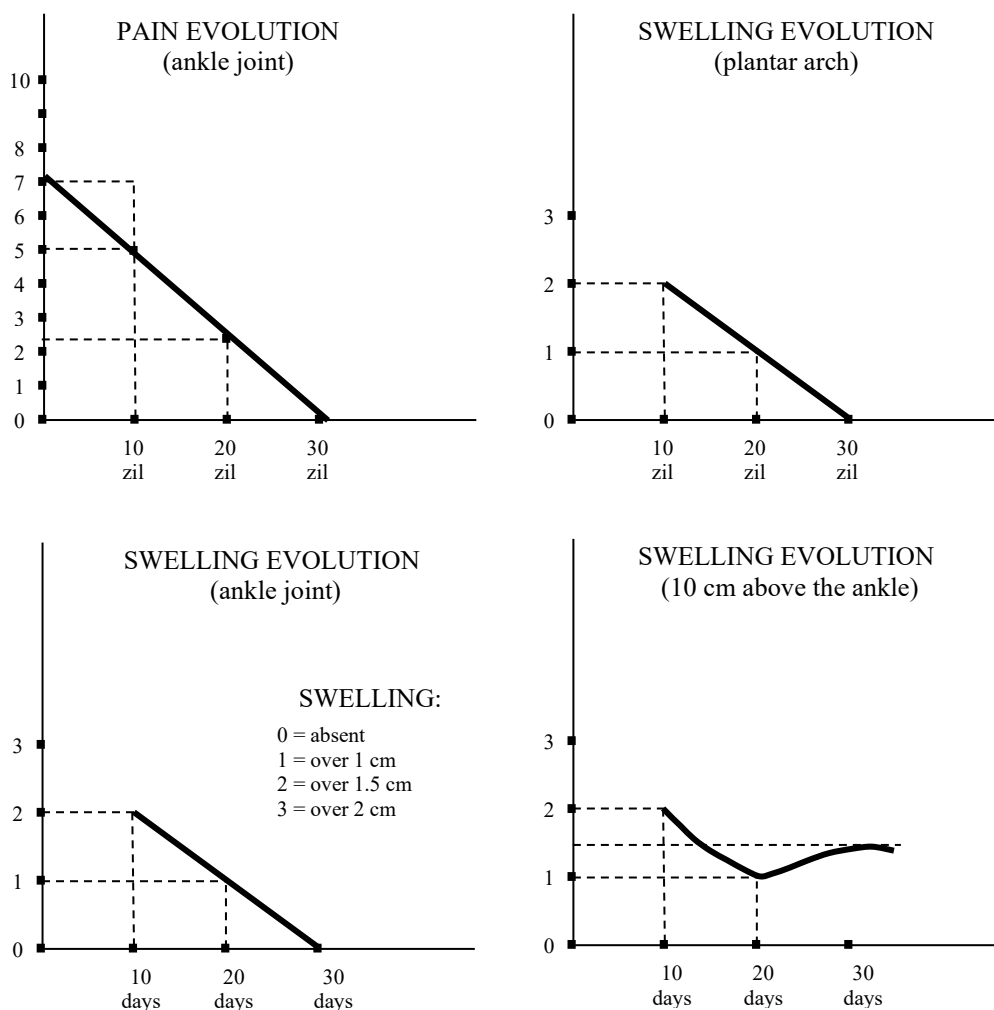 PAIN EVOLUTION
(ankle joint)
10
8
7
6
5
4
3
2
1
0
10
20
30
zil
zil
zil
SWELLING EVOLUTION
(plantar arch)
3
2
1
0
10
20
30
zil
zil
zil
SWELLING EVOLUTION
(ankle joint)
SWELLING:
0 = absent
1 = over 1 cm
2 = over 1.5 cm
3 = over 2 cm
3
2
1
0
10
20
30
days
days
days
SWELLING EVOLUTION
(10 cm above the ankle)
3
2
1
0
10
20
30
days
days
days